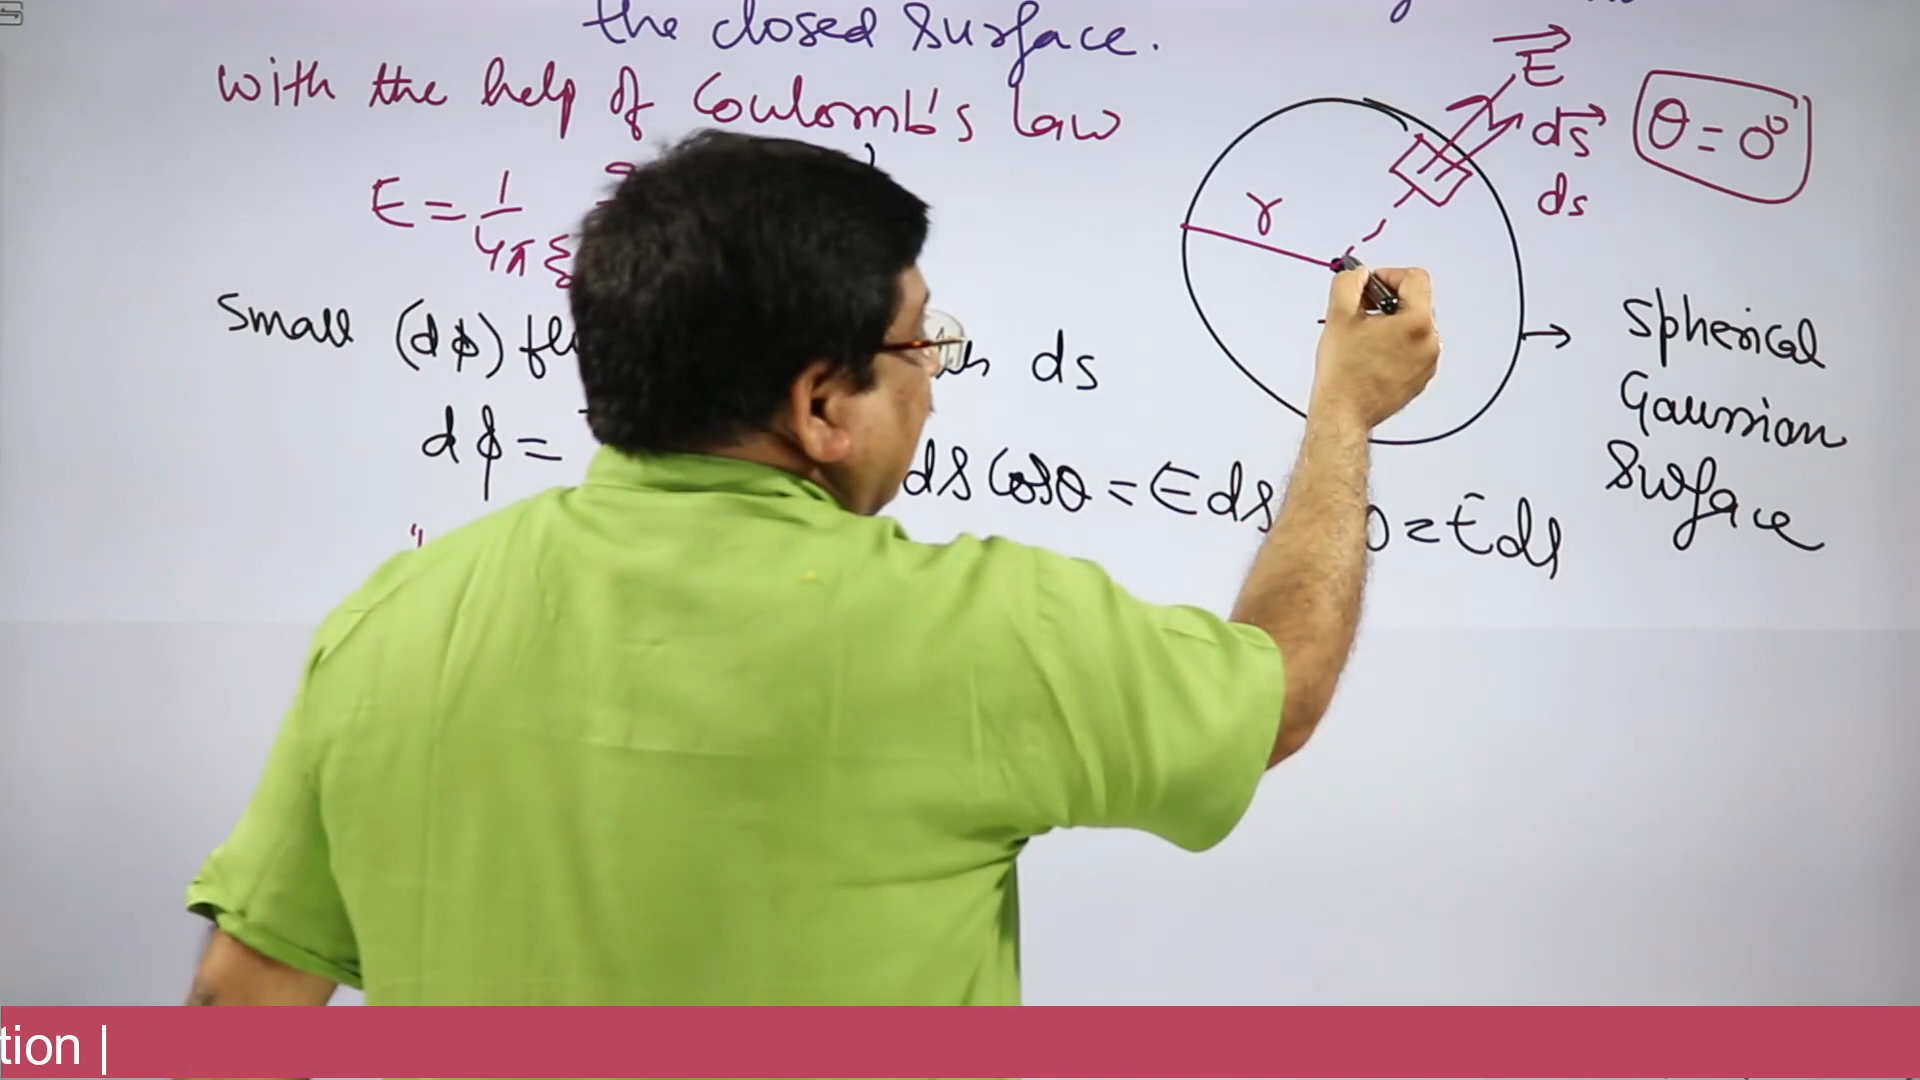 the closed surface.
with the help of Coulomb's law
E = 1
4π ε
Small (dφ) ds
dφ =
ds Cosθ = E ds
0 = E ds
r
E
ds
ds
θ = 0°
Spherical
Gaussian
Surface
tion |